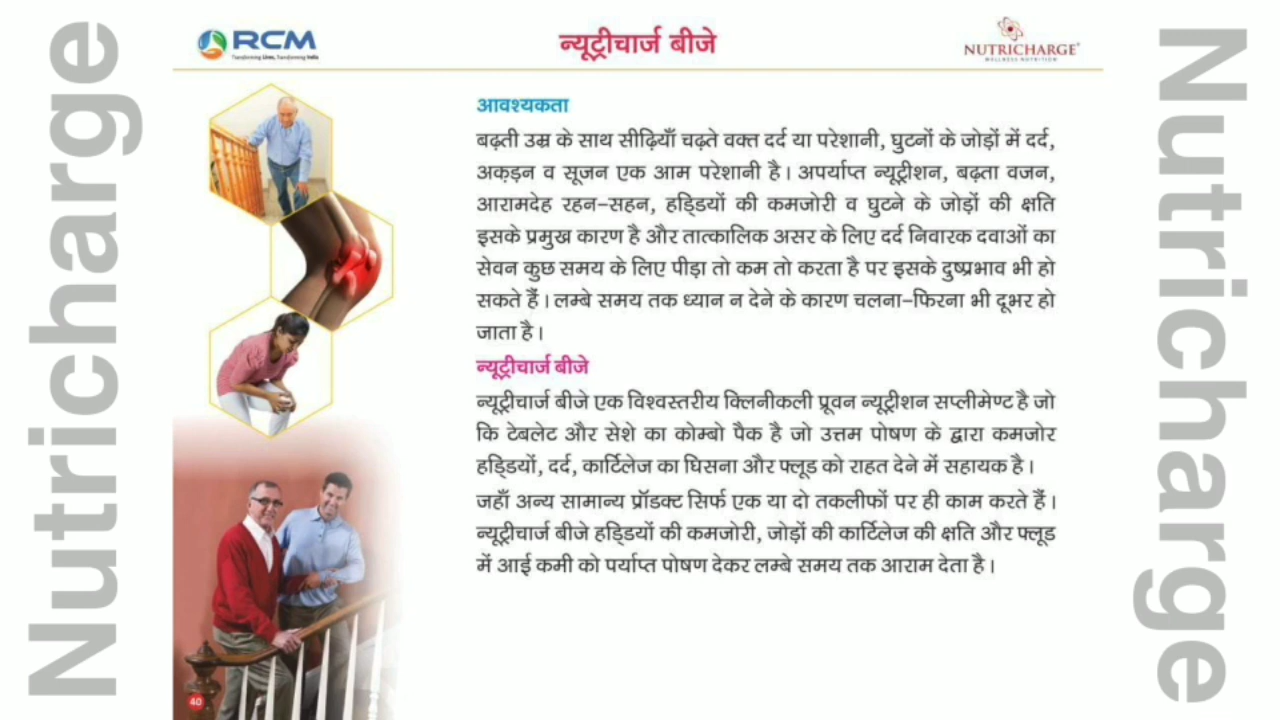 Nutricharge
RCM
Transforming Lives, Transforming India
न्यूट्रीचार्ज बीजे
NUTRICHARGE®
WELLNESS NUTRITION
आवश्यकता
बढ़ती उम्र के साथ सीढ़ियाँ चढ़ते वक्त दर्द या परेशानी, घुटनों के जोड़ों में दर्द,
अकड़न व सूजन एक आम परेशानी है। अपर्याप्त न्यूट्रीशन, बढ़ता वजन,
आरामदेह रहन-सहन, हड्डियों की कमजोरी व घुटने के जोड़ों की क्षति
इसके प्रमुख कारण है और तात्कालिक असर के लिए दर्द निवारक दवाओं का
सेवन कुछ समय के लिए पीड़ा तो कम तो करता है पर इसके दुष्प्रभाव भी हो
सकते हैं। लम्बे समय तक ध्यान न देने के कारण चलना-फिरना भी दूभर हो
जाता है।
न्यूट्रीचार्ज बीजे
न्यूट्रीचार्ज बीजे एक विश्वस्तरीय क्लिनीकली प्रूवन न्यूट्रीशन सप्लीमेण्ट है जो
कि टेबलेट और सेशे का कोम्बो पैक है जो उत्तम पोषण के द्वारा कमजोर
हड्डियों, दर्द, कार्टिलेज का घिसना और फ्लूड को राहत देने में सहायक है।
जहाँ अन्य सामान्य प्रॉडक्ट सिर्फ एक या दो तकलीफों पर ही काम करते हैं।
न्यूट्रीचार्ज बीजे हड्डियों की कमजोरी, जोड़ों की कार्टिलेज की क्षति और फ्लूड
में आई कमी को पर्याप्त पोषण देकर लम्बे समय तक आराम देता है।
40
Nutricharge